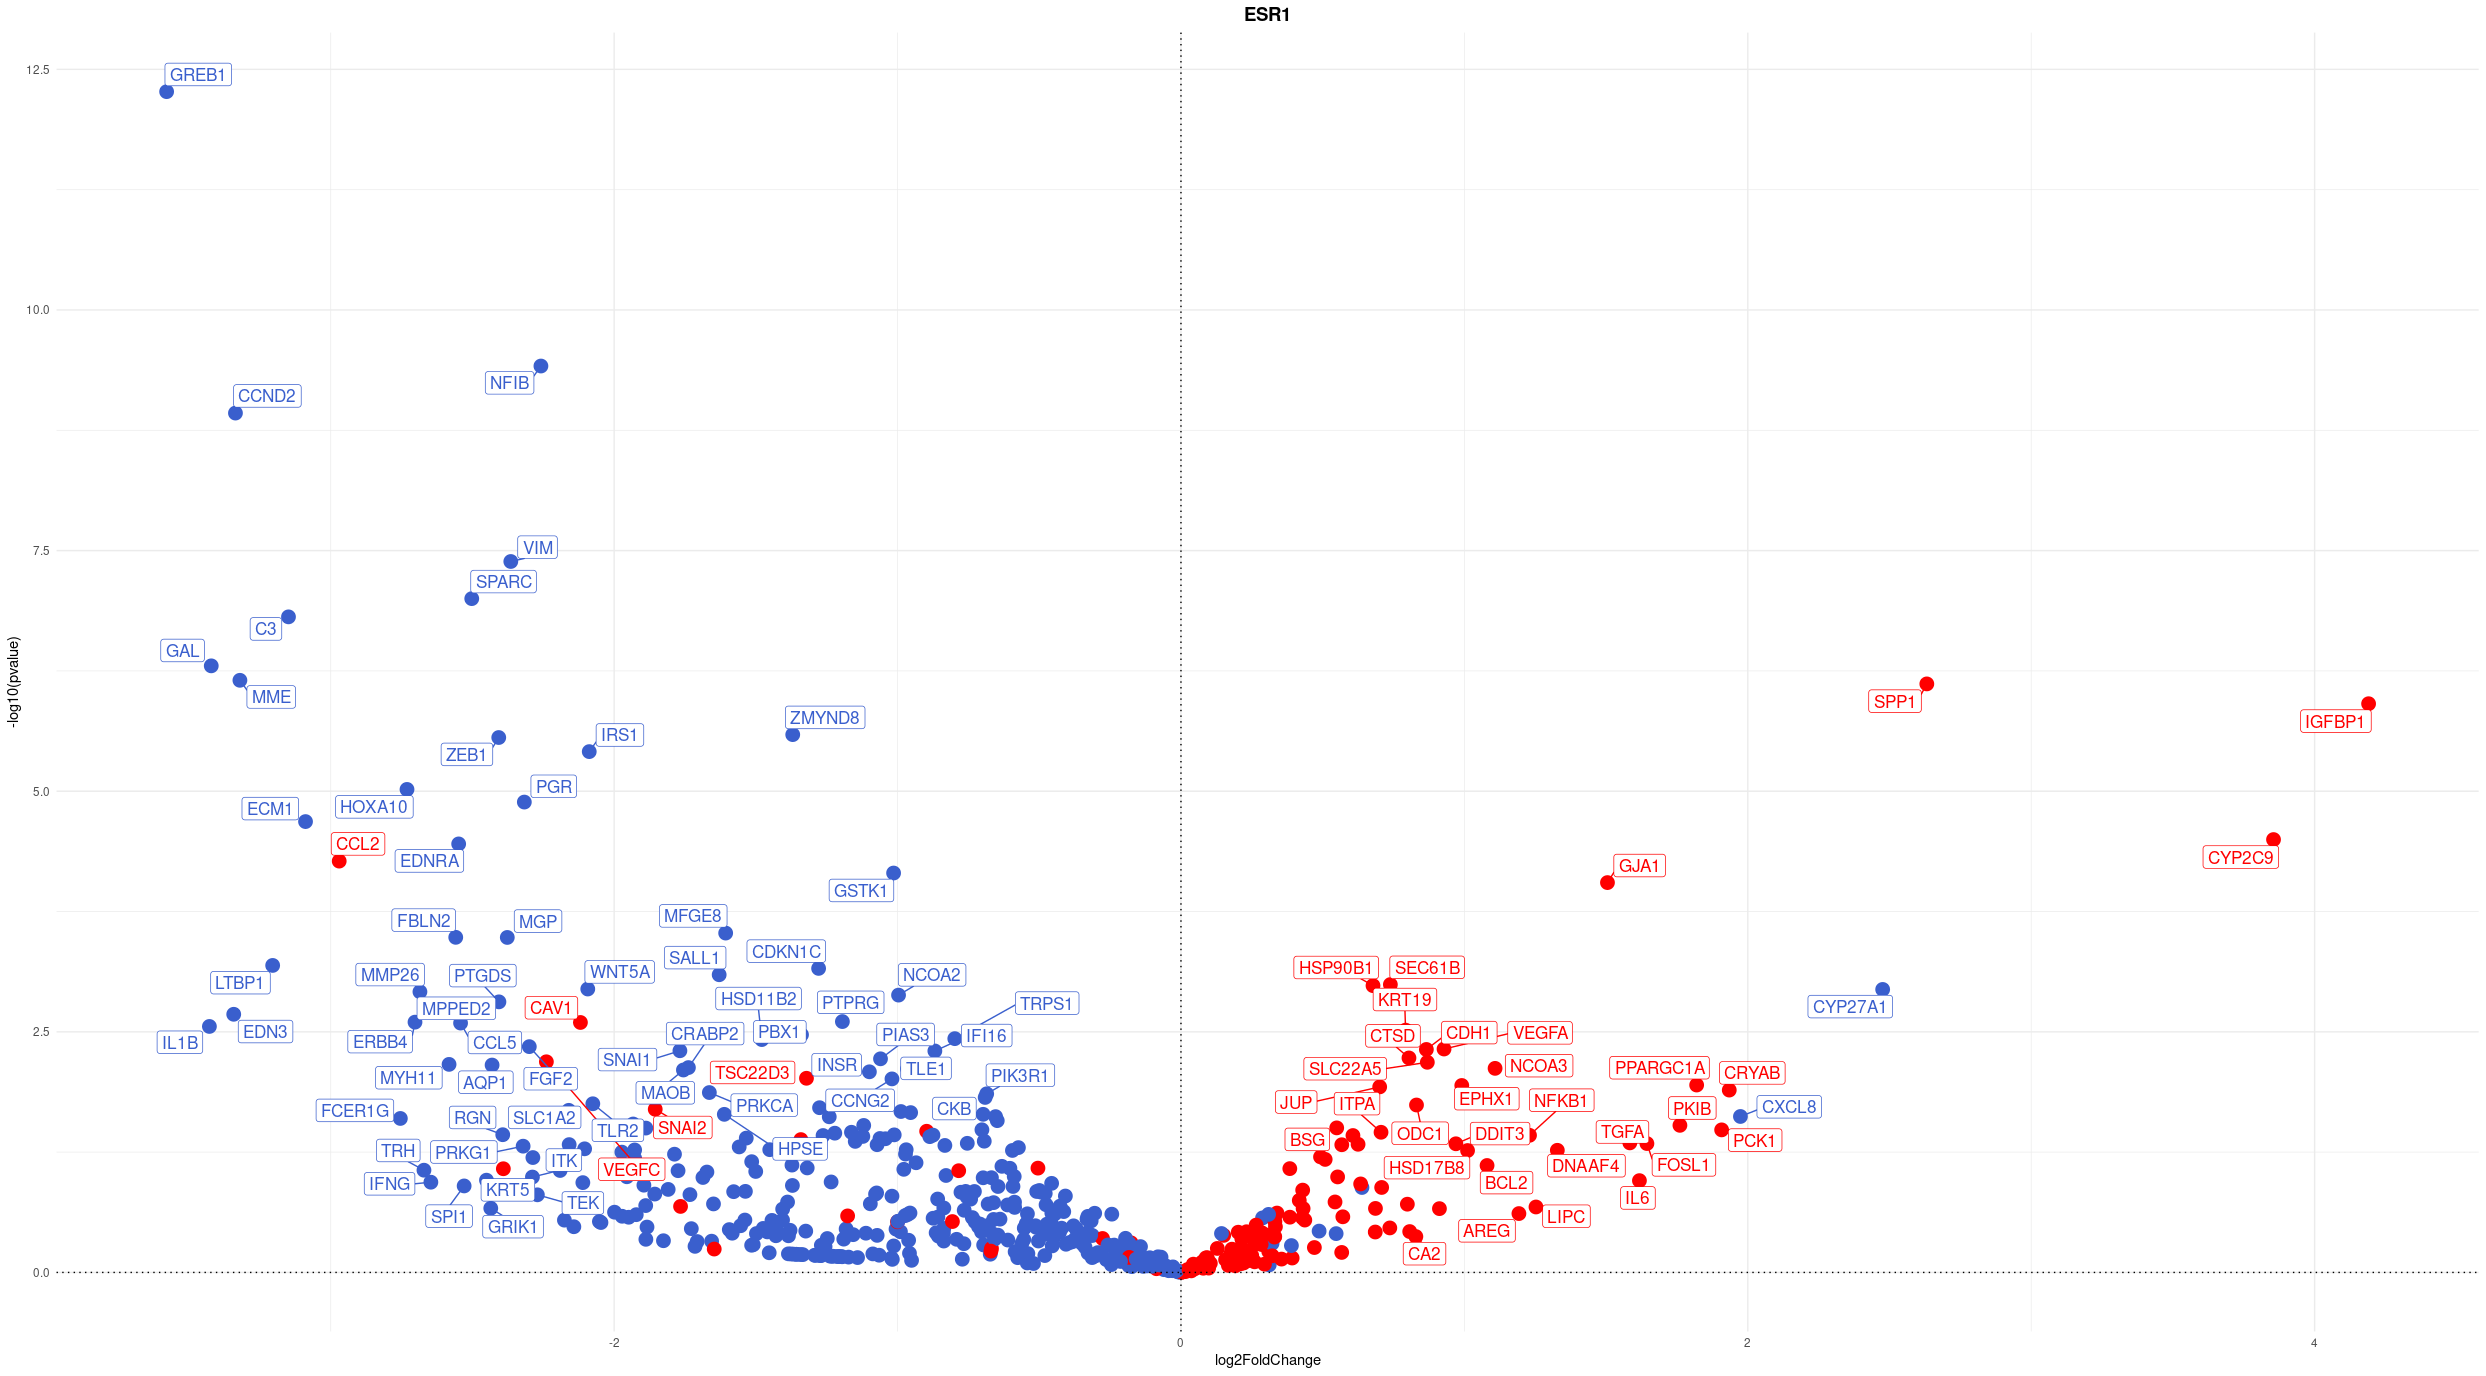 ESR1
12.5
GREB1
10.0
NFIB
CCND2
7.5
VIM
SPARC
C3
GAL
MME
SPP1
IGFBP1
ZMYND8
IRS1
ZEB1
PGR
5.0
HOXA10
ECM1
CCL2
EDNRA
CYP2C9
GJA1
GSTK1
FBLN2
MGP
MFGE8
CDKN1C
SALL1
HSP90B1
SEC61B
LTBP1
MMP26
PTGDS
WNT5A
NCOA2
HSD11B2
PTPRG
TRPS1
KRT19
CYP27A1
MPPED2
CAV1
2.5
IL1B
EDN3
ERBB4
CCL5
CRABP2
PBX1
PIAS3
IFI16
CTSD
CDH1
VEGFA
SNAI1
INSR
TLE1
SLC22A5
NCOA3
PPARGC1A
CRYAB
MYH11
AQP1
FGF2
TSC22D3
PIK3R1
MAOB
PRKCA
CCNG2
CKB
JUP
ITPA
EPHX1
NFKB1
PKIB
CXCL8
FCER1G
RGN
SLC1A2
TLR2
SNAI2
BSG
ODC1
DDIT3
TGFA
PCK1
TRH
PRKG1
ITK
VEGFC
HPSE
HSD17B8
DNAAF4
FOSL1
IFNG
KRT5
TEK
BCL2
IL6
SPI1
GRIK1
AREG
LIPC
CA2
0.0
-log10(pvalue)
-2
0
2
4
log2FoldChange